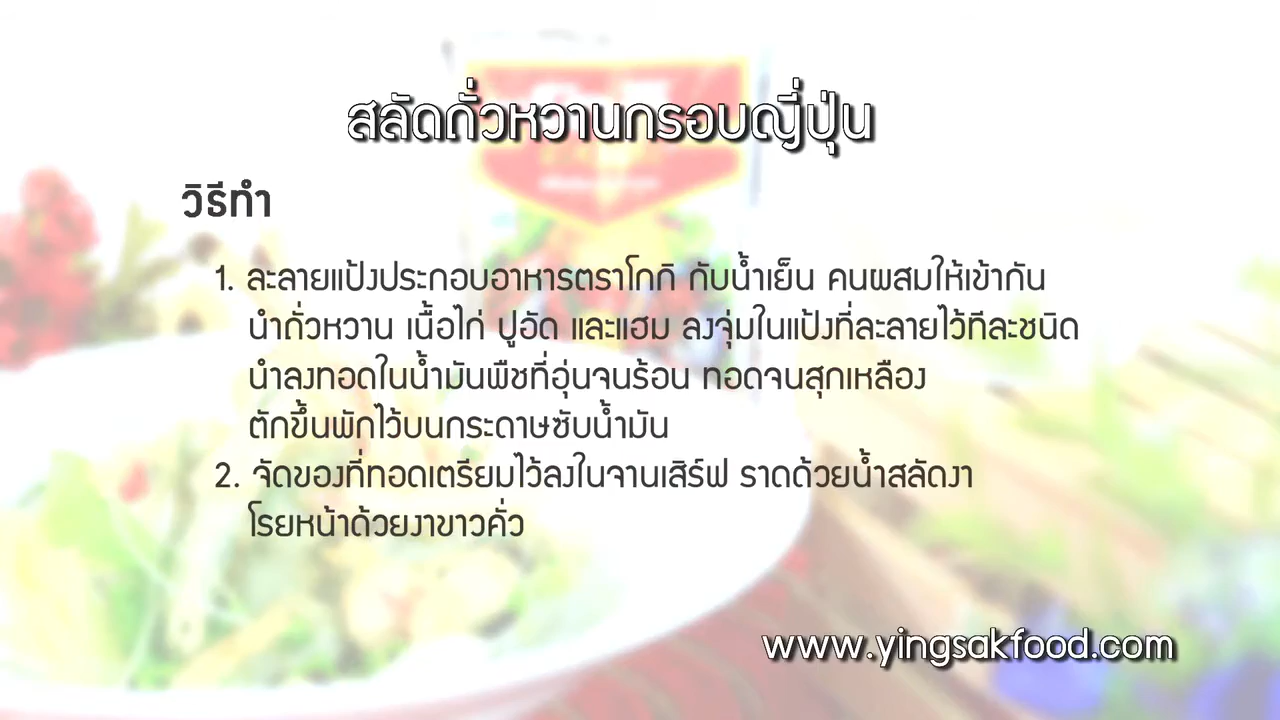 สลัดถั่วหวานกรอบญี่ปุ่น
วิธีทำ
1. ละลายแป้งประกอบอาหารตราโกกิ กับน้ำเย็น คนผสมให้เข้ากัน
นำถั่วหวาน เนื้อไก่ ปูอัด และแฮม ลงจุ่มในแป้งที่ละลายไว้ทีละชนิด
นำลงทอดในน้ำมันพืชที่อุ่นจนร้อน ทอดจนสุกเหลือง
ตักขึ้นพักไว้บนกระดาษซับน้ำมัน
2. จัดของที่ทอดเตรียมไว้ลงในจานเสิร์ฟ ราดด้วยน้ำสลัดงา
โรยหน้าด้วยงาขาวคั่ว
www.yingsakfood.com